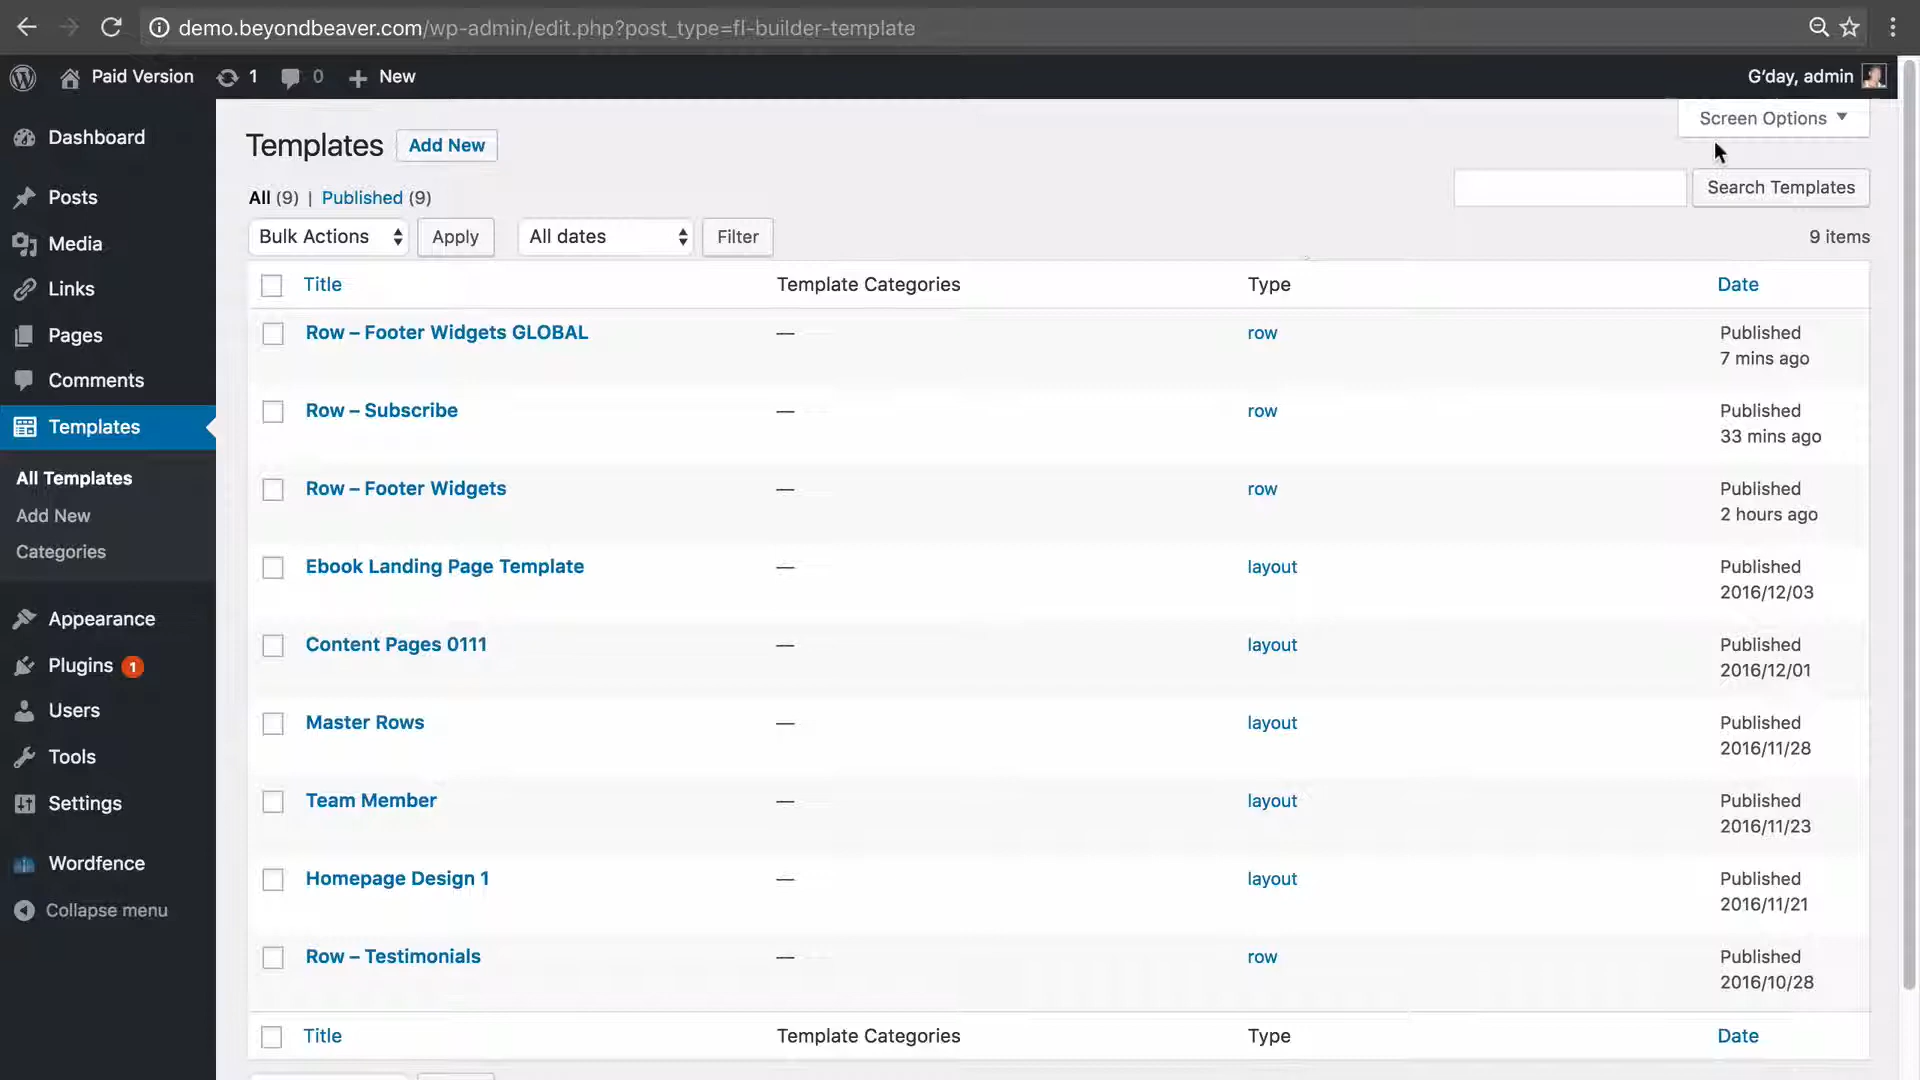 demo.beyondbeaver.com/wp-admin/edit.php?post_type=fl-builder-template
Paid Version 1 0 New G'day, admin
Screen Options
Dashboard
Posts
Media
Links
Pages
Comments
Templates
All Templates
Add New
Categories
Appearance
Plugins 1
Users
Tools
Settings
Wordfence
Collapse menu
Templates Add New
Search Templates
All (9) | Published (9)
Bulk Actions Apply All dates Filter 9 items
Title Template Categories Type Date
Row – Footer Widgets GLOBAL — row Published
7 mins ago
Row – Subscribe — row Published
33 mins ago
Row – Footer Widgets — row Published
2 hours ago
Ebook Landing Page Template — layout Published
2016/12/03
Content Pages 0111 — layout Published
2016/12/01
Master Rows — layout Published
2016/11/28
Team Member — layout Published
2016/11/23
Homepage Design 1 — layout Published
2016/11/21
Row – Testimonials — row Published
2016/10/28
Title Template Categories Type Date